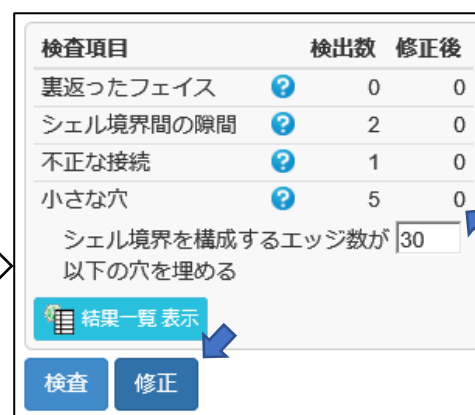 検査項目 検出数 修正後
裏返ったフェイス ? 0 0
シェル境界間の隙間 ? 2 0
不正な接続 ? 1 0
小さな穴 ? 5 0
シェル境界を構成するエッジ数が 30
以下の穴を埋める
結果一覧 表示
検査 修正